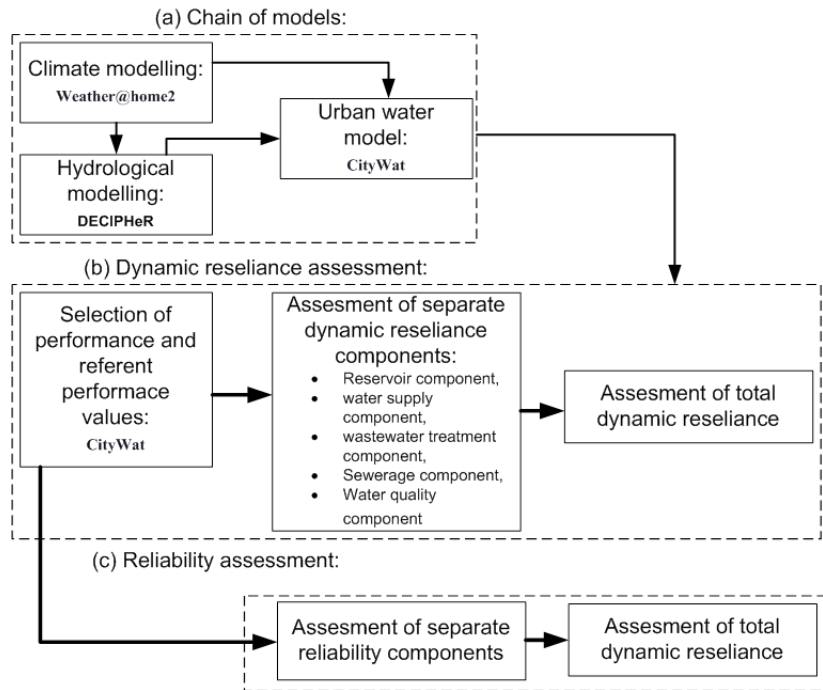 (a) Chain of models:
Climate modelling:
Weather@home2
Urban water
model:
CityWat
Hydrological
modelling:
DECIPHeR
(b) Dynamic reseliance assessment:
Selection of
performance and
referent
performace
values:
CityWat
Assesment of separate
dynamic reseliance
components:
• Reservoir component,
• water supply
component,
• wastewater treatment
component,
• Sewerage component,
• Water quality
component
Assesment of total
dynamic reseliance
(c) Reliability assessment:
Assesment of separate
reliability components
Assesment of total
dynamic reseliance